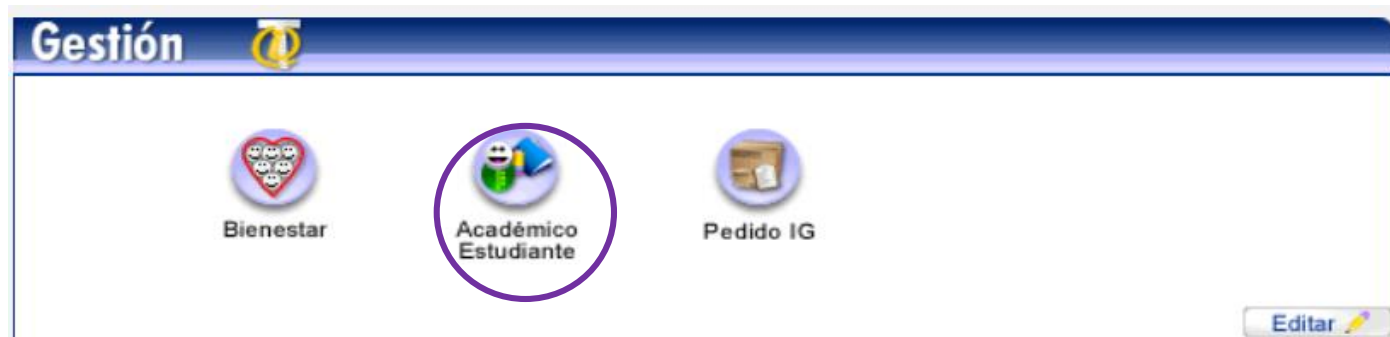 Gestión
Bienestar
Académico
Estudiante
Pedido IG
Editar